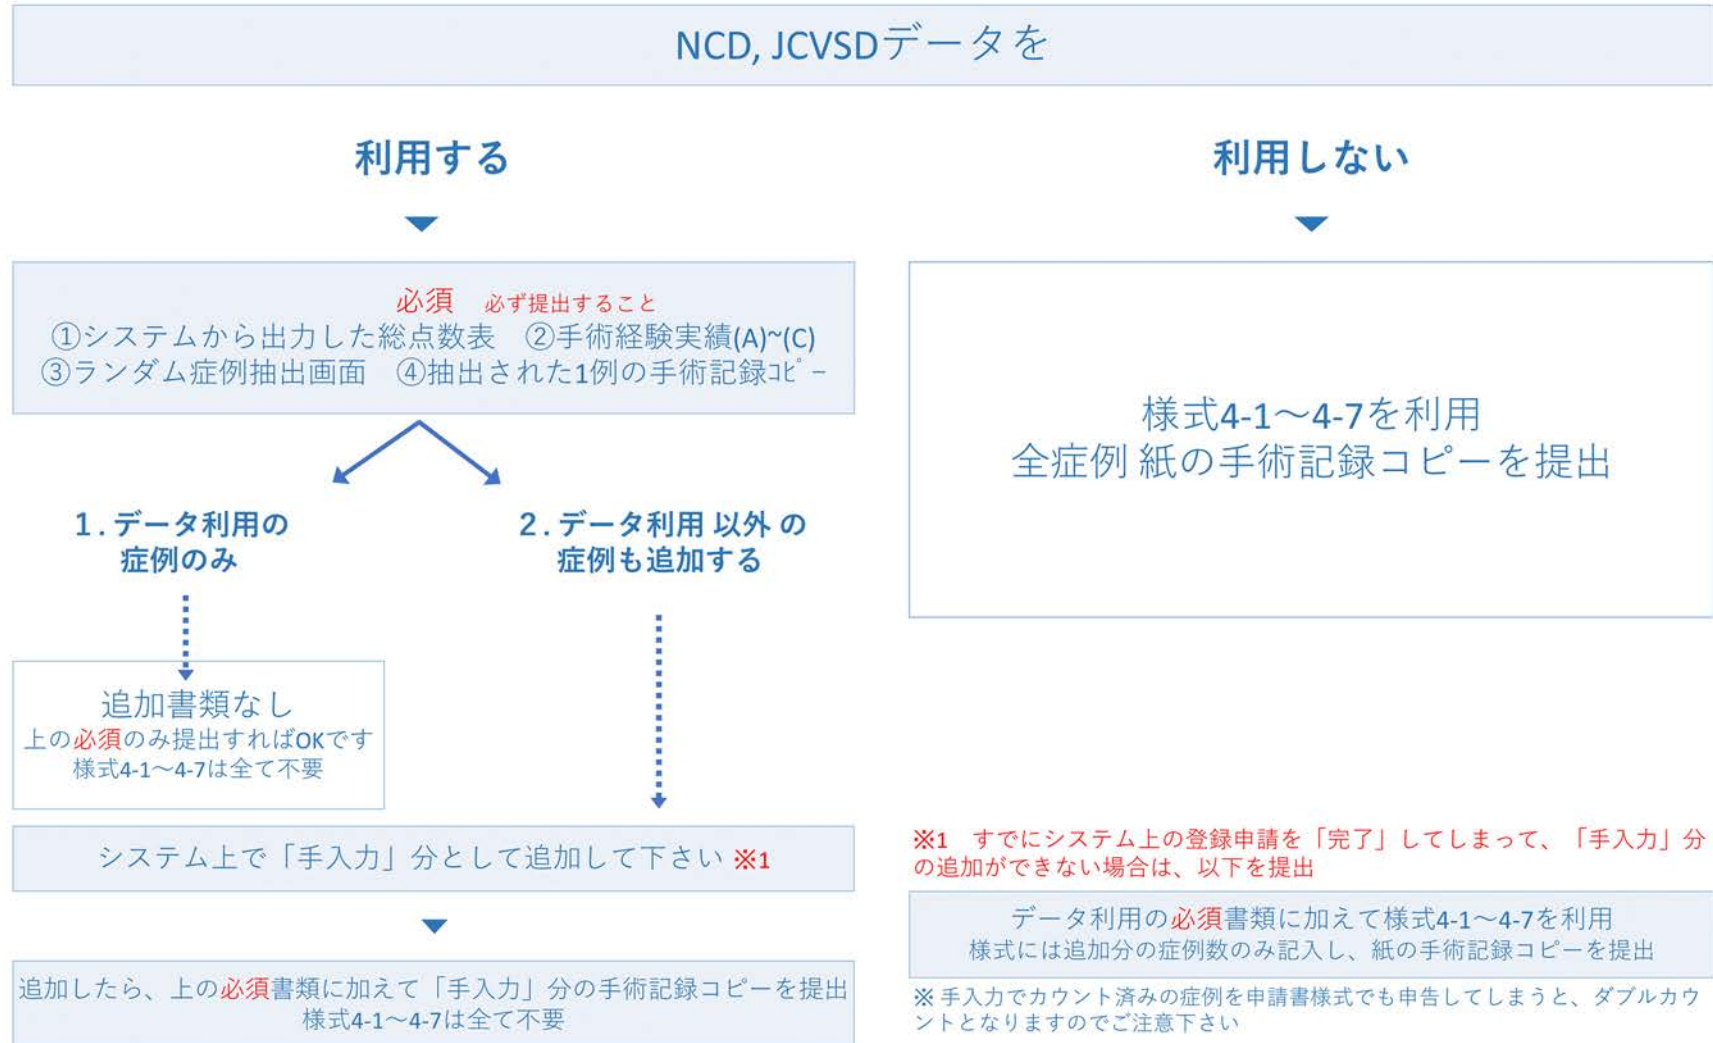 NCD, JCVSDデータを
利用する
必須 必ず提出すること
①システムから出力した総点数表 ②手術経験実績(A)~(C)
③ランダム症例抽出画面 ④抽出された1例の手術記録ｺﾋﾟｰ
1.データ利用の
症例のみ
追加書類なし
上の必須のみ提出すればOKです
様式4-1～4-7は全て不要
2.データ利用 以外 の
症例も追加する
システム上で「手入力」分として追加して下さい ※1
追加したら、上の必須書類に加えて「手入力」分の手術記録コピーを提出
様式4-1～4-7は全て不要
利用しない
様式4-1～4-7を利用
全症例 紙の手術記録コピーを提出
※1 すでにシステム上の登録申請を「完了」してしまって、「手入力」分
の追加ができない場合は、以下を提出
データ利用の必須書類に加えて様式4-1～4-7を利用
様式には追加分の症例数のみ記入し、紙の手術記録コピーを提出
※ 手入力でカウント済みの症例を申請書様式でも申告してしまうと、ダブルカウ
ントとなりますのでご注意下さい